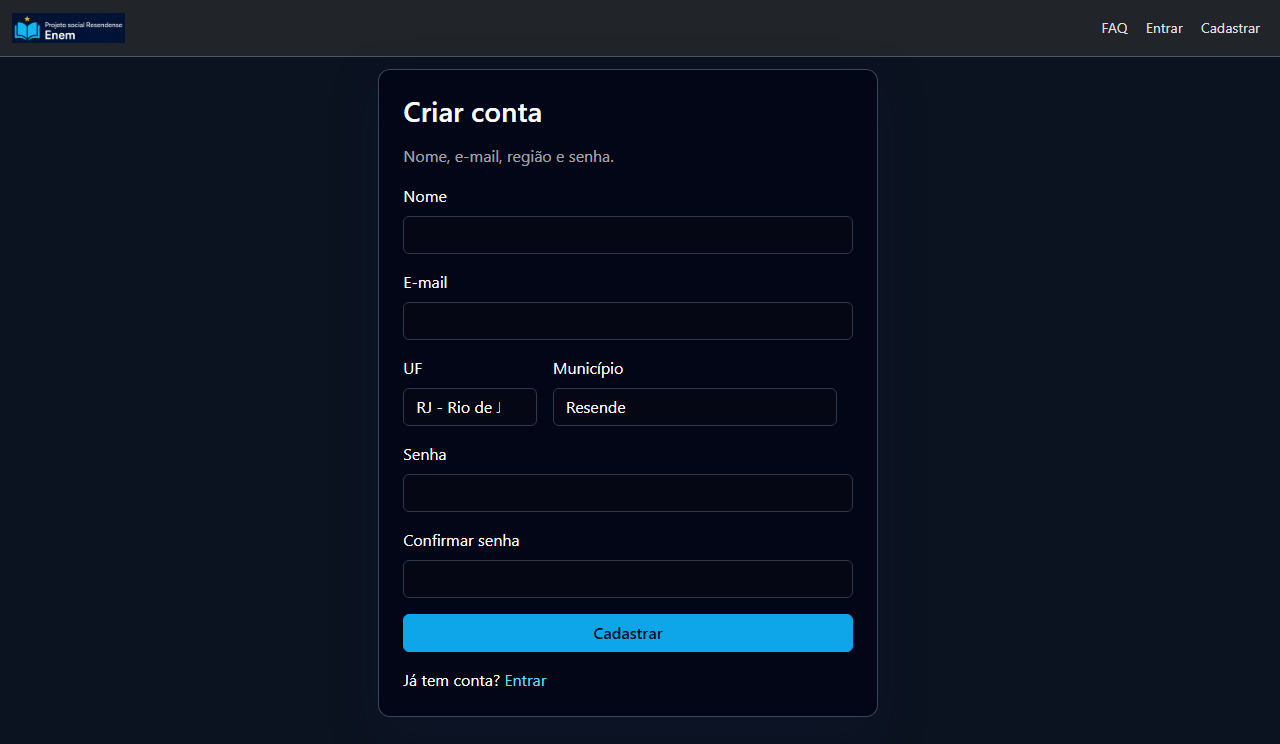 Projeto social Resendense
Enem
FAQ Entrar Cadastrar
Criar conta
Nome, e-mail, região e senha.
Nome
E-mail
UF Município
RJ - Rio de J Resende
Senha
Confirmar senha
Cadastrar
Já tem conta? Entrar